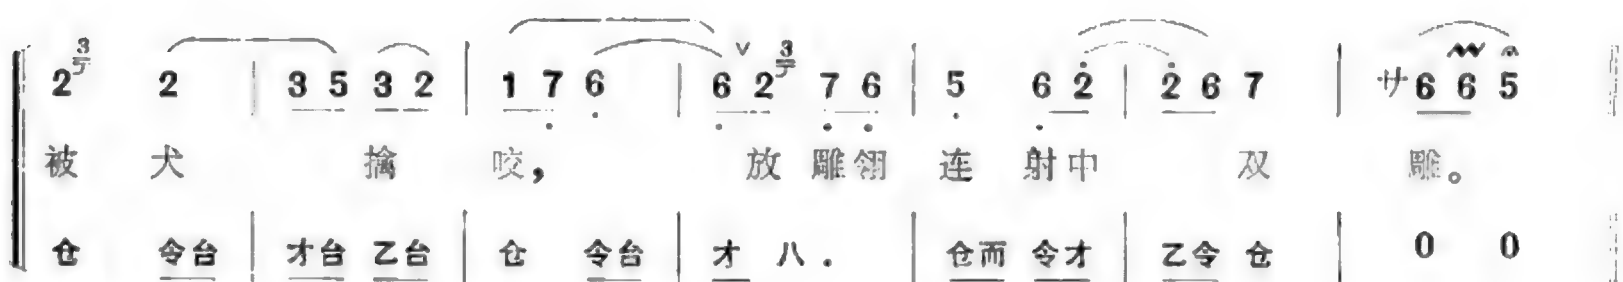 2 3 2 | 3 5 3 2 | 1 7 6 | 6 2 3 7 6 | 5 6 2 | 2 6 7 | サ 6 6 5
被 犬 擒 咬， 放 雕翎 连 射中 双 雕。
仓 令台 | 才台 乙台 | 仓 令台 | 才 八 . | 仓而 令才 | 乙令 仓 | 0 0